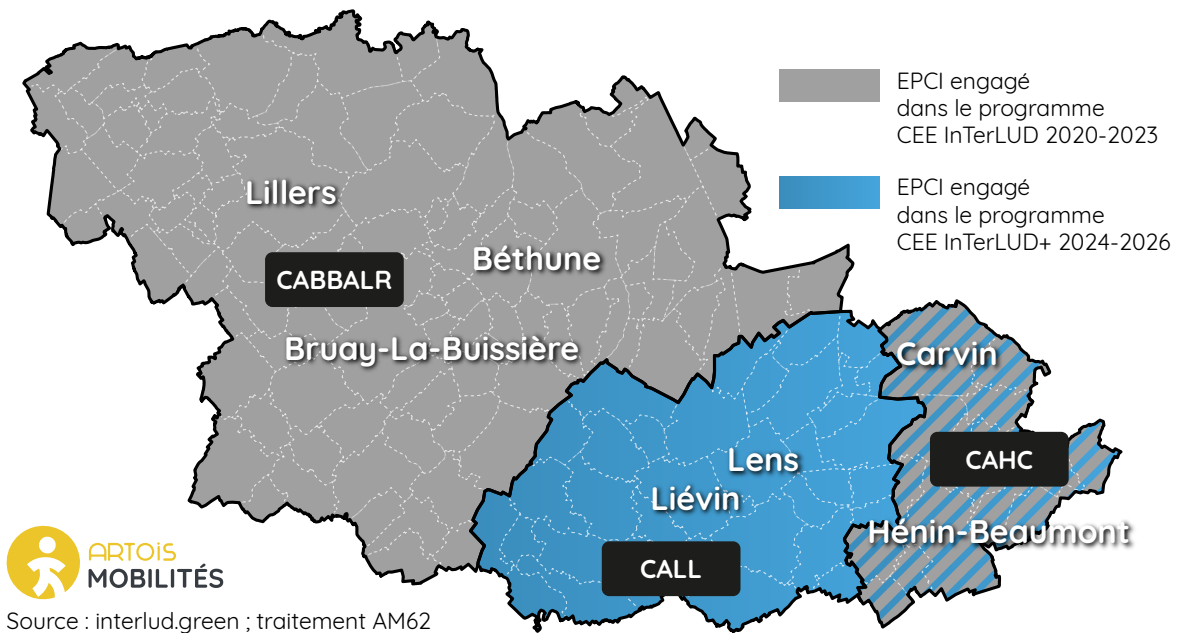 EPCI engagé
dans le programme
CEE InTerLUD 2020-2023
EPCI engagé
dans le programme
CEE InTerLUD+ 2024-2026
Lillers
Béthune
CABBALR
Bruay-La-Buissière
Carvin
Lens
CAHC
Liévin
Hénin-Beaumont
CALL
ARTOIS
MOBILITÉS
Source : interlud.green ; traitement AM62